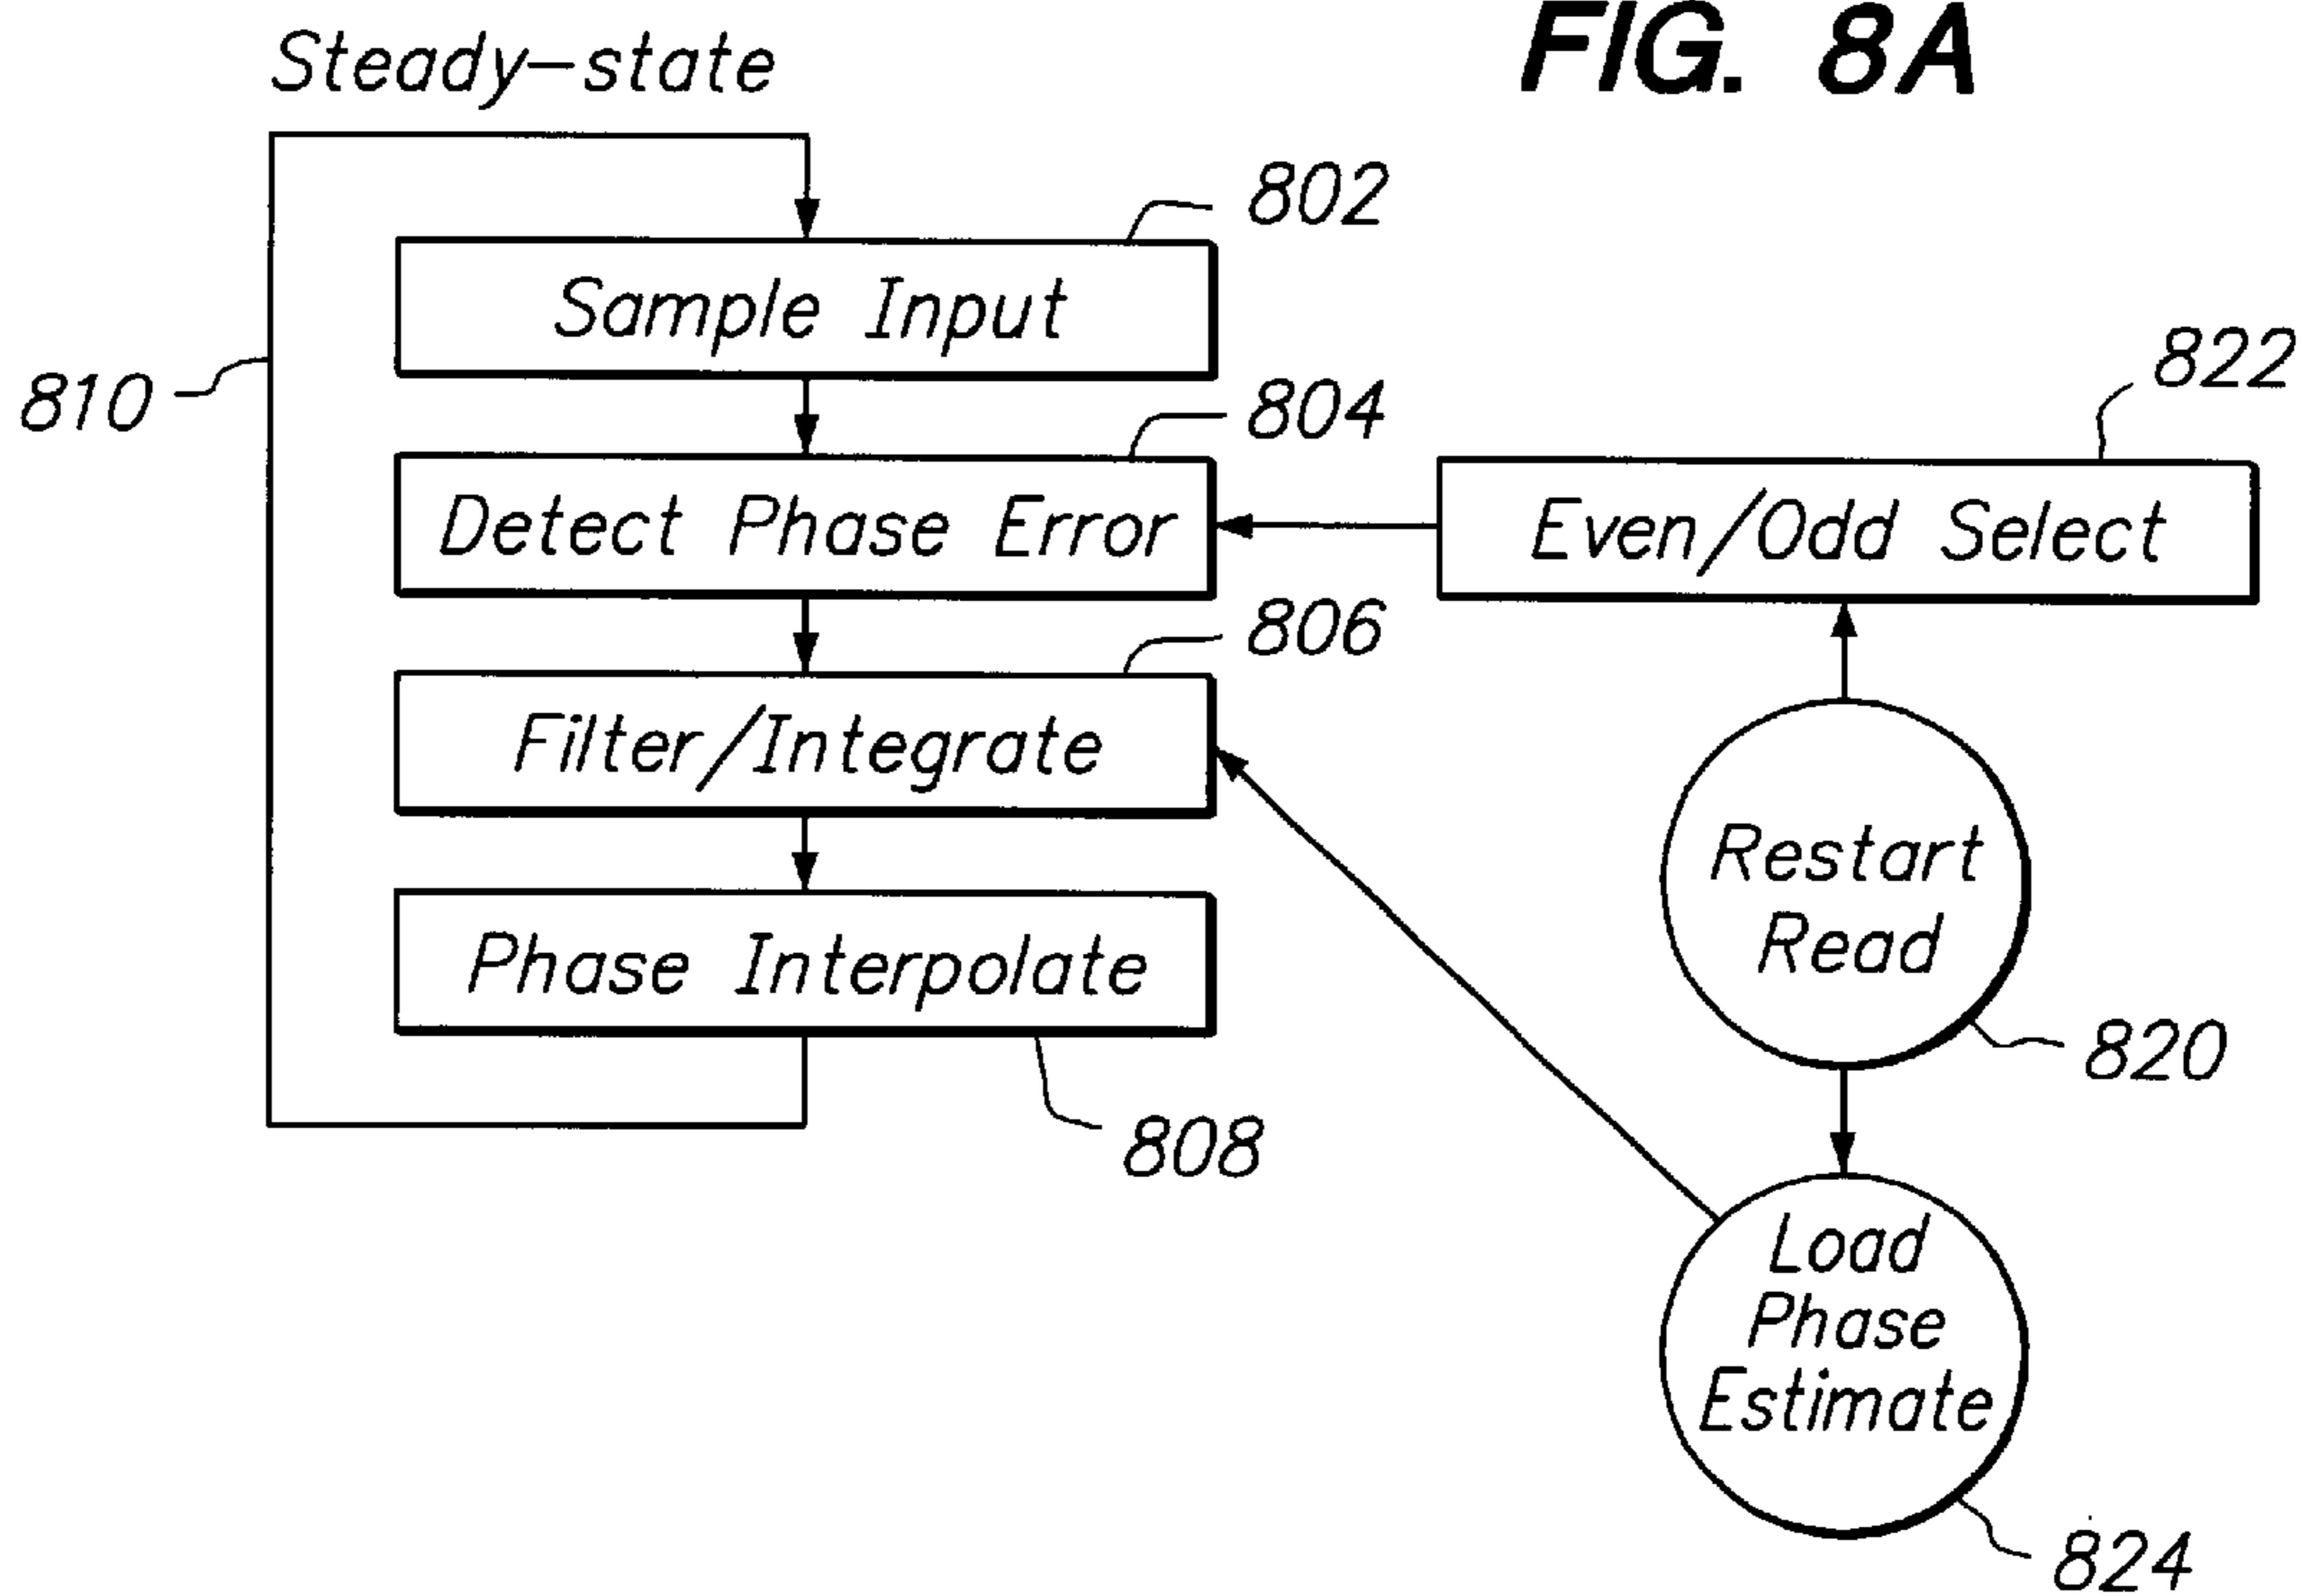 FIG. 8A
Steady-state
802
Sample Input
810
804
822
Detect Phase Error
Even/Odd Select
806
Filter/Integrate
Restart
Read
Phase Interpolate
820
808
Load
Phase
Estimate
824